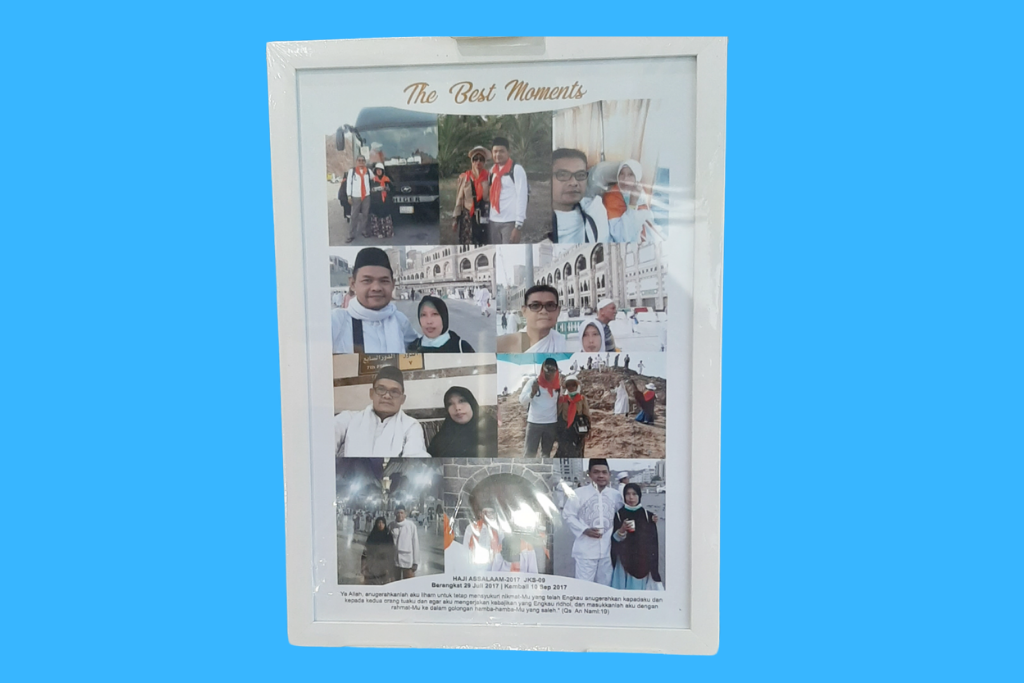 The Best Moments
الدور السابع
HAJI ASSALAAM-2017 JKS-09
Berangkat 29 Juli 2017 | Kembali 10 Sep 2017
Ya Allah, anugerahkanlah aku ilham untuk tetap mensyukuri nikmat-Mu yang telah Engkau anugerahkan kapadaku dan
kepada kedua orang tuaku dan agar aku mengerjakan kebajikan yang Engkau ridhoi, dan masukkanlah aku dengan
rahmat-Mu ke dalam golongan hamba-hamba-Mu yang saleh." (Qs An Naml:19)